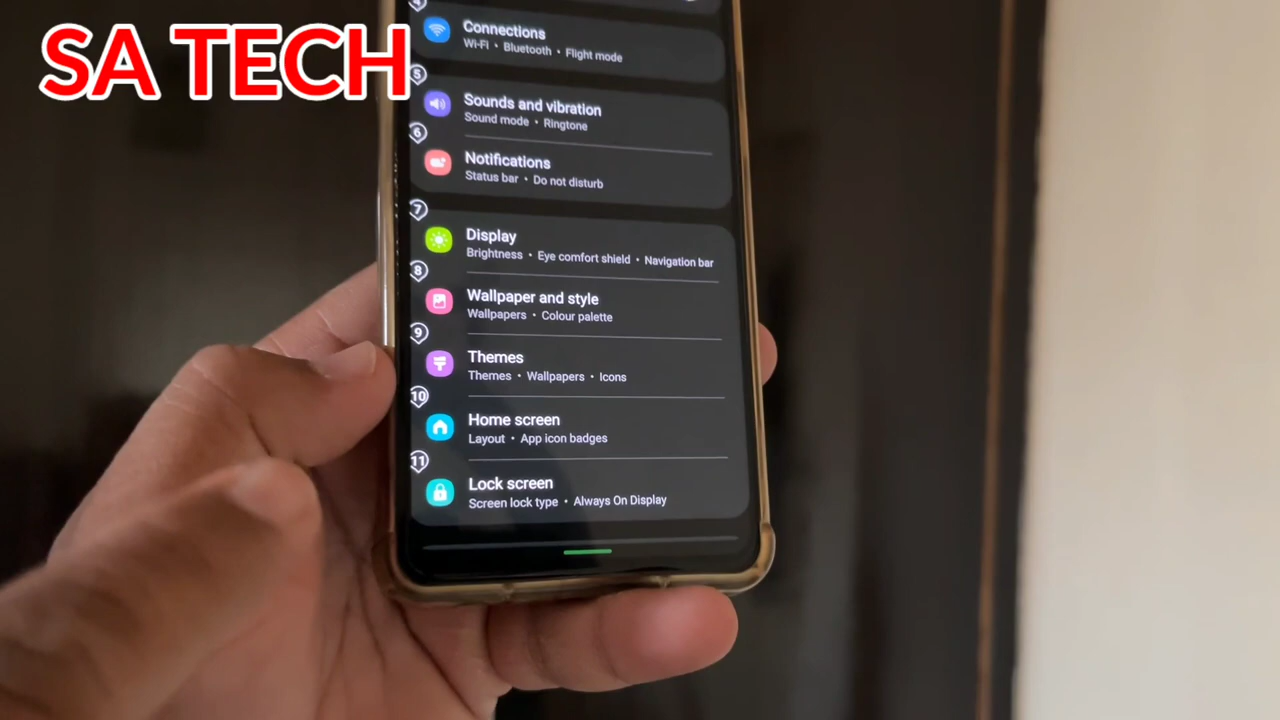 SA TECH
4
Connections
Wi-Fi • Bluetooth • Flight mode
5
Sounds and vibration
Sound mode • Ringtone
6
Notifications
Status bar • Do not disturb
7
Display
Brightness • Eye comfort shield • Navigation bar
8
Wallpaper and style
Wallpapers • Colour palette
9
Themes
Themes • Wallpapers • Icons
10
Home screen
Layout • App icon badges
11
Lock screen
Screen lock type • Always On Display